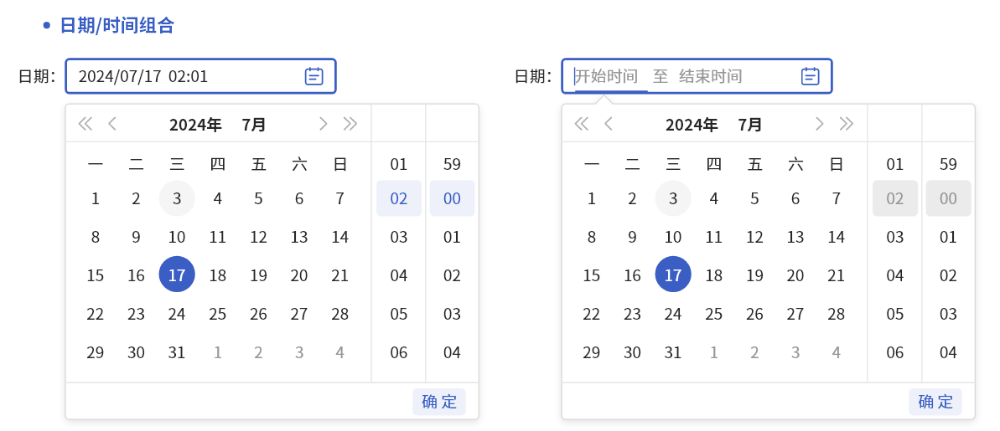 日期/时间组合
日期： 2024/07/17 02:01
2024年 7月
一 二 三 四 五 六 日 01 59
1 2 3 4 5 6 7 02 00
8 9 10 11 12 13 14 03 01
15 16 17 18 19 20 21 04 02
22 23 24 25 26 27 28 05 03
29 30 31 1 2 3 4 06 04
确 定
日期： 开始时间 至 结束时间
2024年 7月
一 二 三 四 五 六 日 01 59
1 2 3 4 5 6 7 02 00
8 9 10 11 12 13 14 03 01
15 16 17 18 19 20 21 04 02
22 23 24 25 26 27 28 05 03
29 30 31 1 2 3 4 06 04
确 定